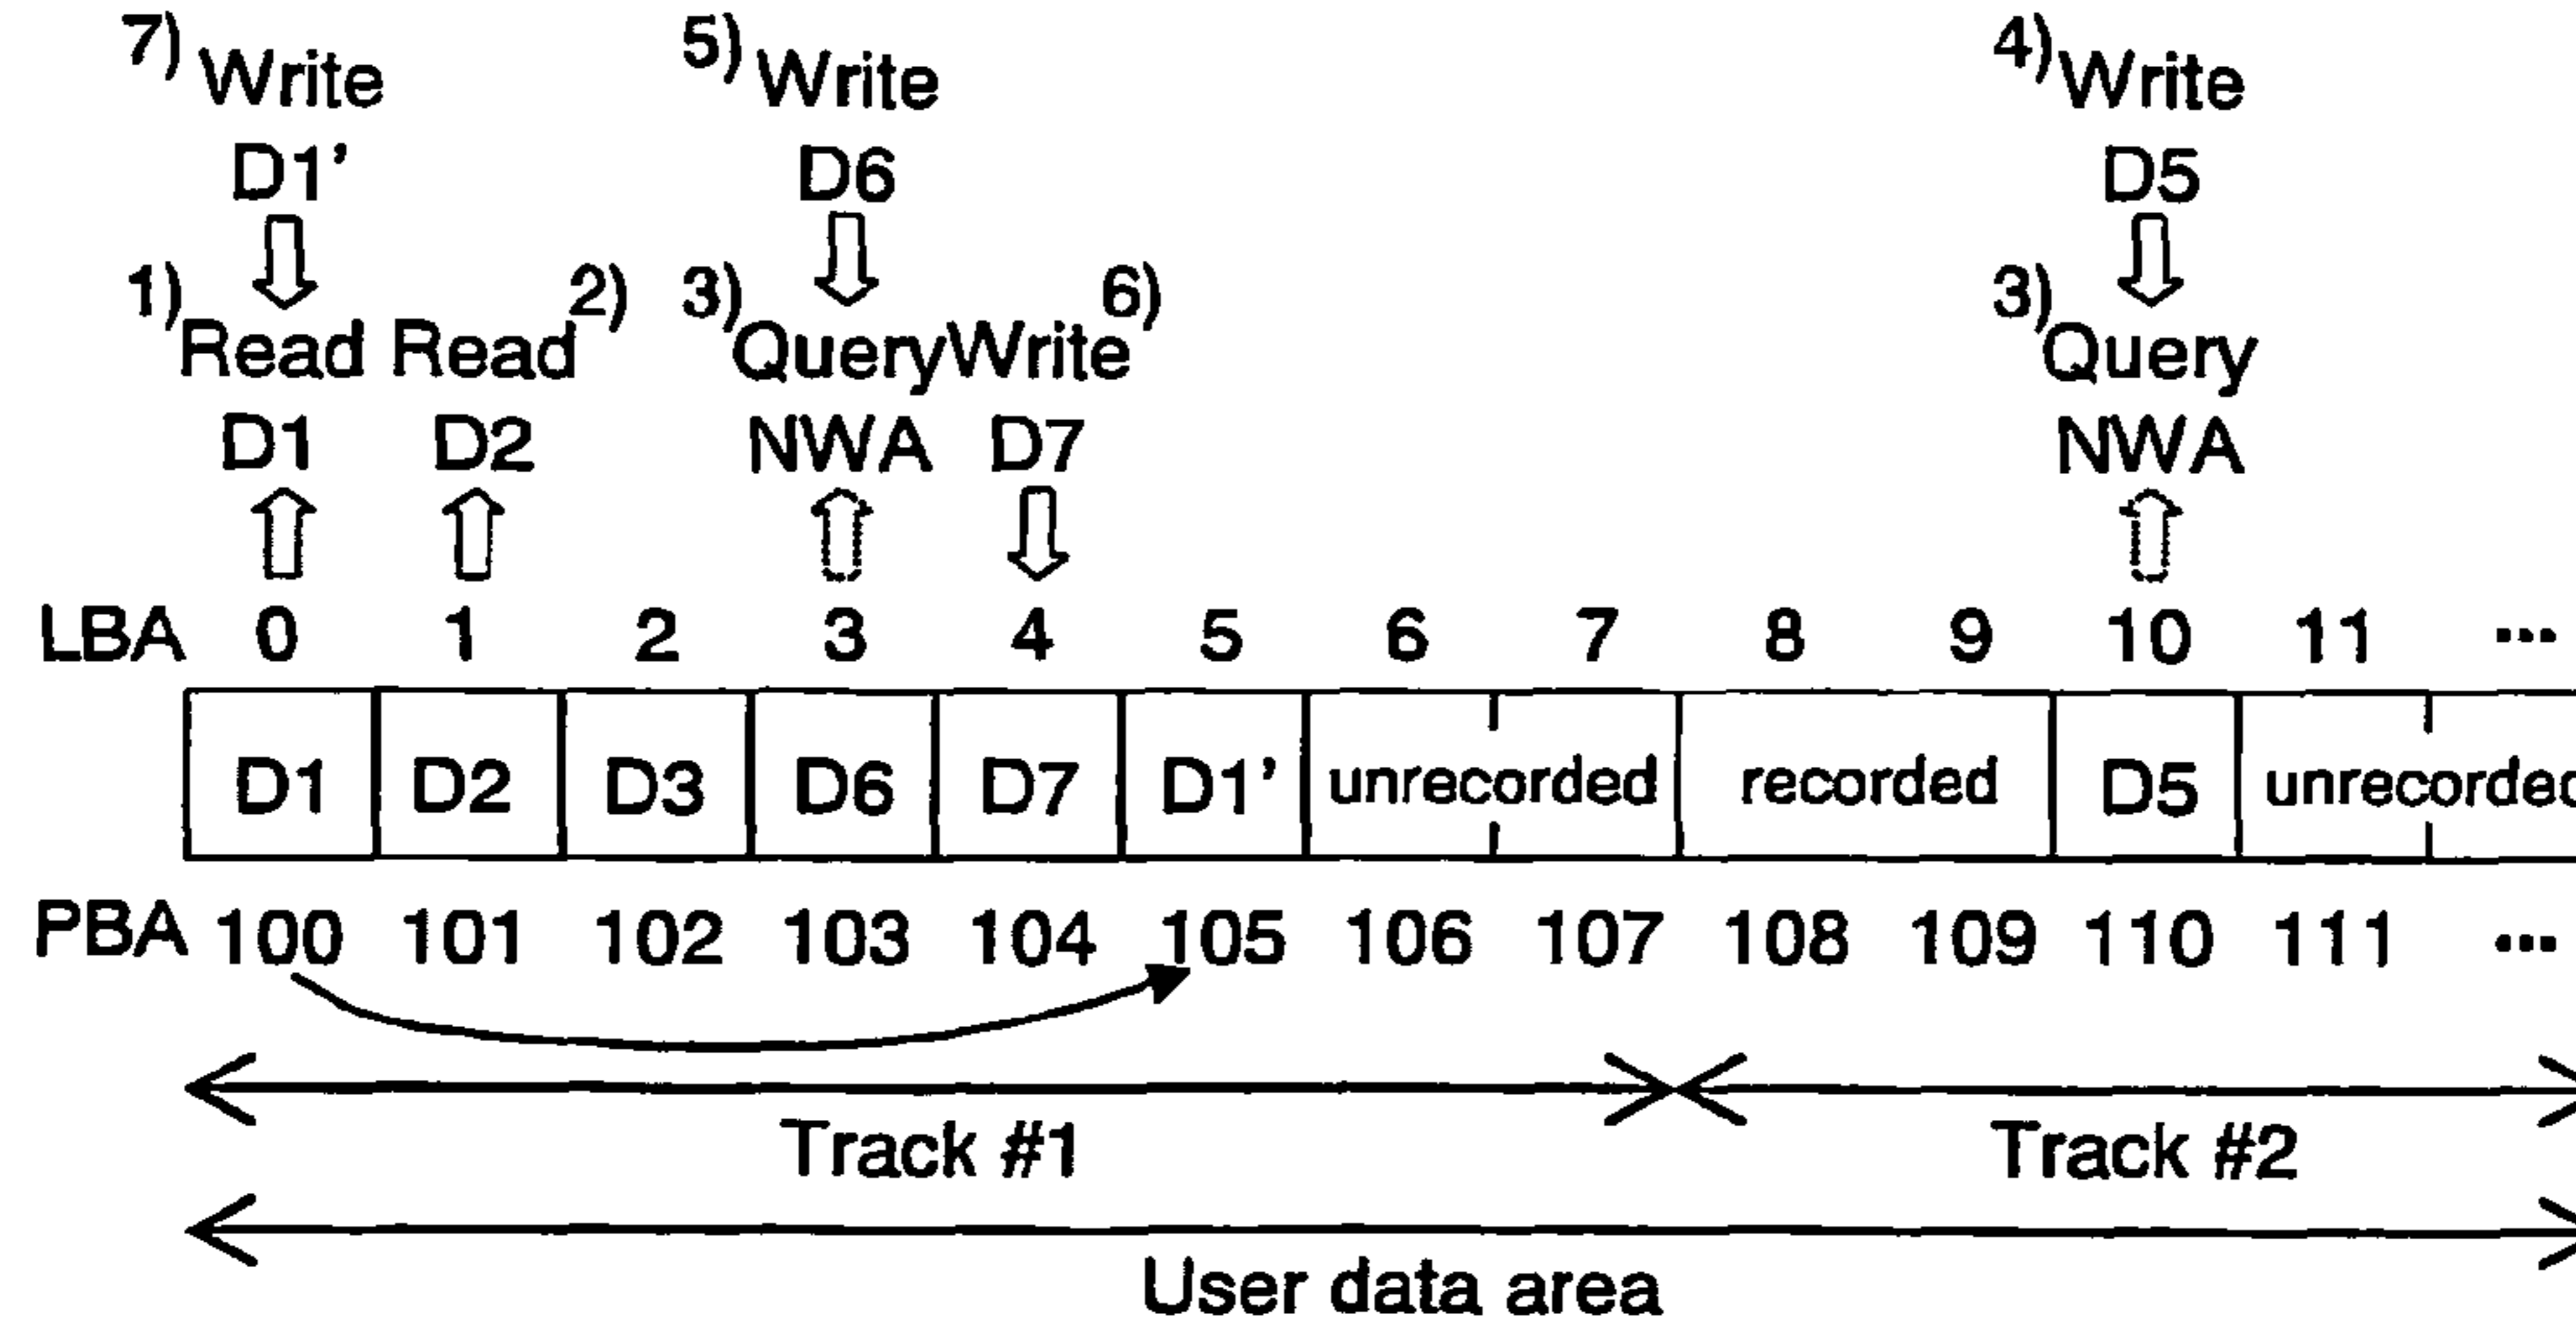 7) Write 5) Write 4) Write
D1’ D6 D5
1) Read Read 2) 3) Query Write 6) 3) Query
D1 D2 NWA D7 NWA
LBA 0 1 2 3 4 5 6 7 8 9 10 11 ...
D1 D2 D3 D6 D7 D1’ unrecorded recorded D5 unrecorded
PBA 100 101 102 103 104 105 106 107 108 109 110 111 ...
Track #1 Track #2
User data area